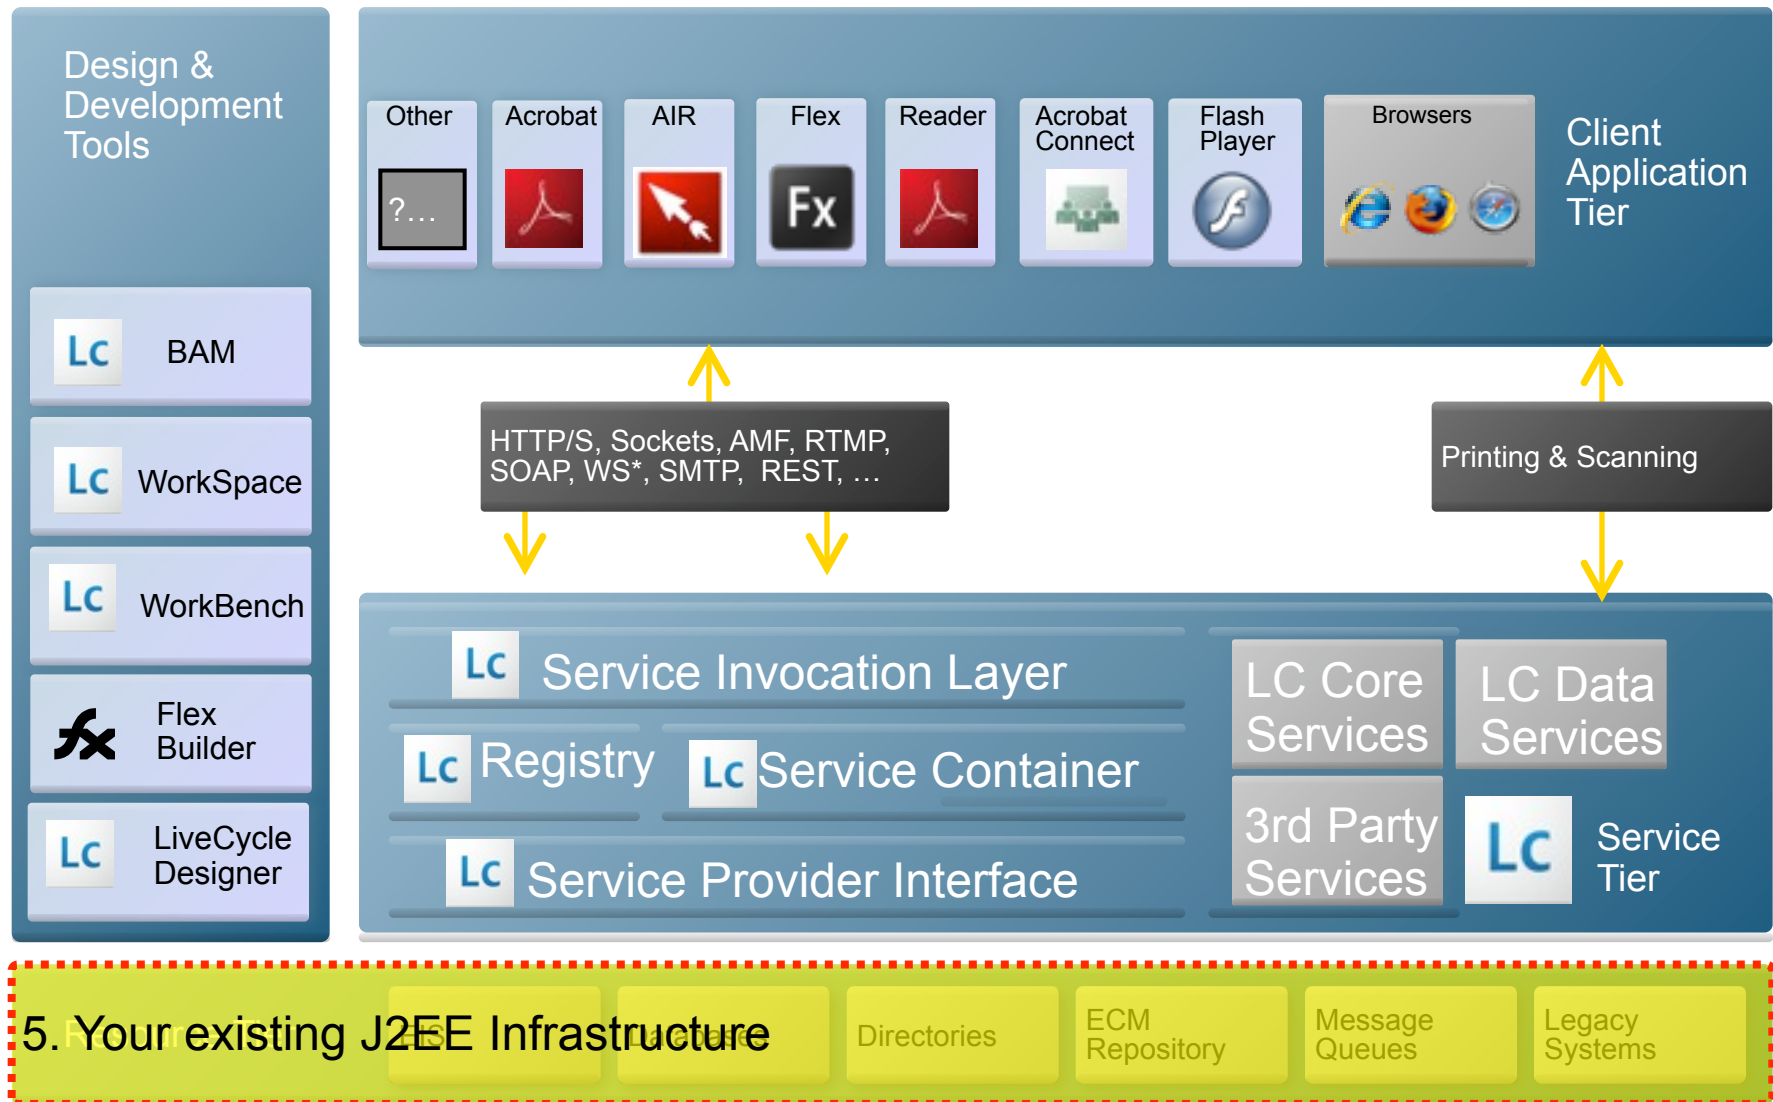 Design &
Development
Tools
Lc BAM
Lc WorkSpace
Lc WorkBench
fx Flex
Builder
Lc LiveCycle
Designer
Other
?...
Acrobat
AIR
Flex
Fx
Reader
Acrobat
Connect
Flash
Player
Browsers
Client
Application
Tier
HTTP/S, Sockets, AMF, RTMP,
SOAP, WS*, SMTP,  REST, ...
Printing & Scanning
Lc Service Invocation Layer
Lc Registry
Lc Service Container
Lc Service Provider Interface
LC Core
Services
LC Data
Services
3rd Party
Services
Lc Service
Tier
5. Your existing J2EE Infrastructure
EIS
Databases
Directories
ECM
Repository
Message
Queues
Legacy
Systems